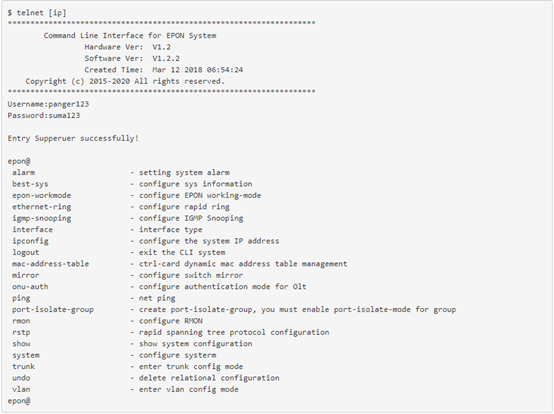 $ telnet [ip]
*********************************************************************
Command Line Interface for EPON System
Hardware Ver: V1.2
Software Ver: V1.2.2
Created Time: Mar 12 2018 06:54:24
Copyright (c) 2015-2020 All rights reserved.
*********************************************************************
Username:panger123
Password:suma123
Entry Supperuer successfully!
epon@
alarm - setting system alarm
best-sys - configure sys information
epon-workmode - configure EPON working-mode
ethernet-ring - configure rapid ring
igmp-snooping - configure IGMP Snooping
interface - interface type
ipconfig - configure the system IP address
logout - exit the CLI system
mac-address-table - ctrl-card dynamic mac address table management
mirror - configure switch mirror
onu-auth - configure authentication mode for Olt
ping - net ping
port-isolate-group - create port-isolate-group, you must enable port-isolate-mode for group
rmon - configure RMON
rstp - rapid spanning tree protocol configuration
show - show system configuration
system - configure systerm
trunk - enter trunk config mode
undo - delete relational configuration
vlan - enter vlan config mode
epon@